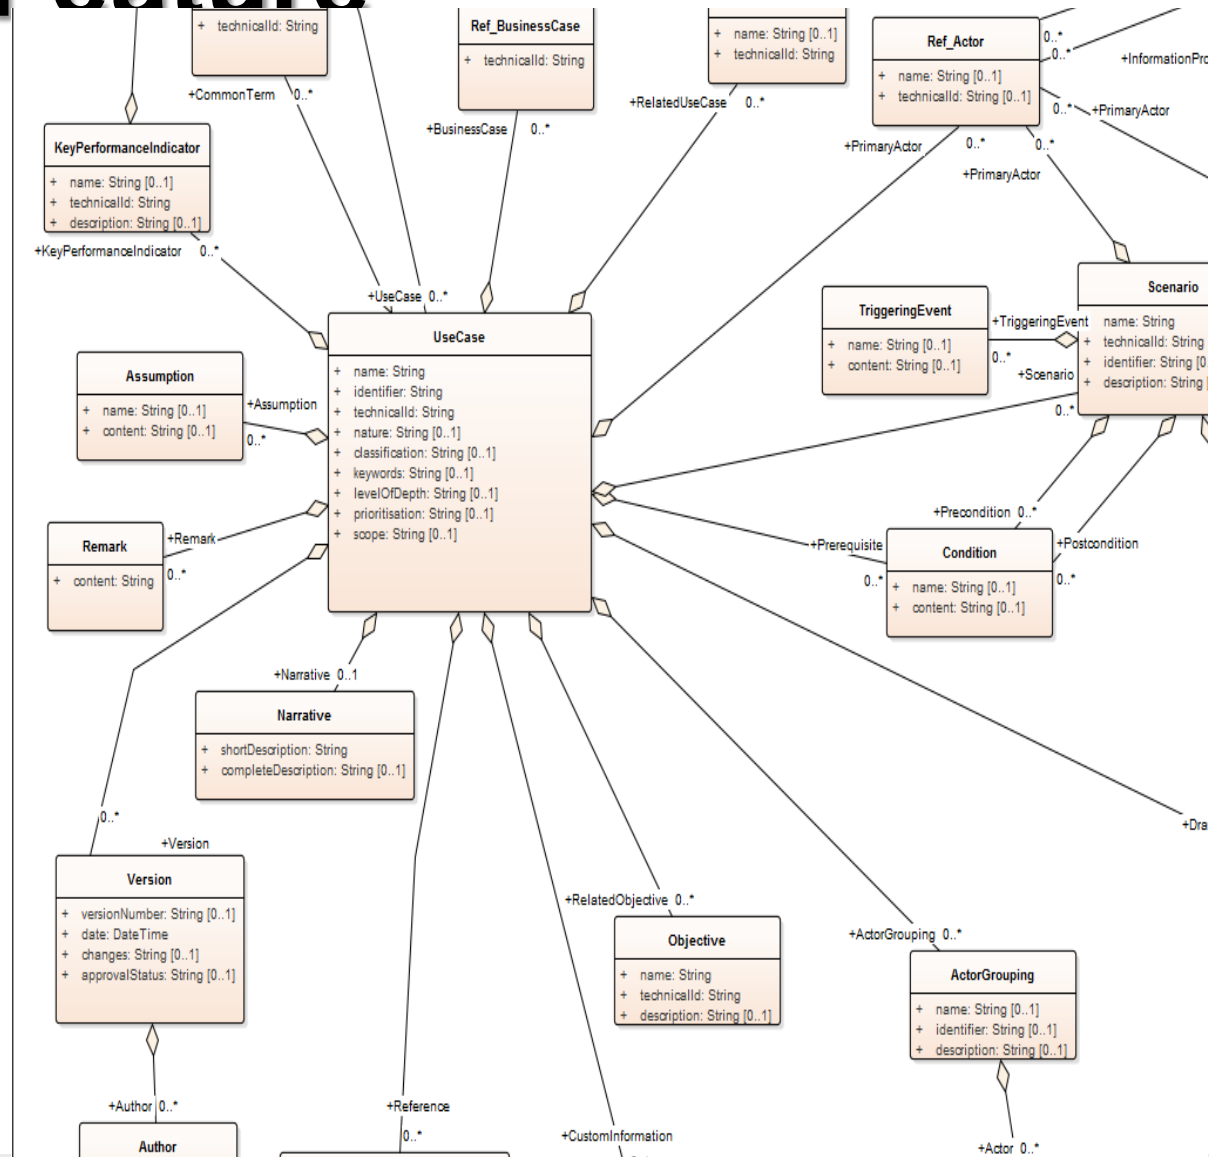 Future
+ technicalId: String
+CommonTerm 0..*
Ref_BusinessCase
+ technicalId: String
+BusinessCase 0..*
+ name: String [0..1]
+ technicalId: String
+RelatedUseCase 0..*
Ref_Actor
+ name: String [0..1]
+ technicalId: String [0..1]
0..*
0..*
+InformationPro
0..* +PrimaryActor
+PrimaryActor 0..*
0..*
+PrimaryActor
KeyPerformanceIndicator
+ name: String [0..1]
+ technicalId: String
+ description: String [0..1]
+KeyPerformanceIndicator 0..*
+UseCase 0..*
UseCase
+ name: String
+ identifier: String
+ technicalId: String
+ nature: String [0..1]
+ classification: String [0..1]
+ keywords: String [0..1]
+ levelOfDepth: String [0..1]
+ prioritisation: String [0..1]
+ scope: String [0..1]
TriggeringEvent
+ name: String [0..1]
+ content: String [0..1]
+TriggeringEvent
0..*
Scenario
name: String
+ technicalId: String
+ identifier: String [0.
+ description: String [
+Scenario
0..*
Assumption
+ name: String [0..1]
+ content: String [0..1]
+Assumption
0..*
Remark
+ content: String
+Remark
0..*
+Precondition 0..*
+Prerequisite
0..*
Condition
+ name: String [0..1]
+ content: String [0..1]
+Postcondition
0..*
+Narrative 0..1
Narrative
+ shortDescription: String
+ completeDescription: String [0..1]
0..*
+Version
Version
+ versionNumber: String [0..1]
+ date: DateTime
+ changes: String [0..1]
+ approvalStatus: String [0..1]
+Dra
+RelatedObjective 0..*
Objective
+ name: String
+ technicalId: String
+ description: String [0..1]
+ActorGrouping 0..*
ActorGrouping
+ name: String [0..1]
+ identifier: String [0..1]
+ description: String [0..1]
+Author 0..*
Author
+Reference
0..*
+CustomInformation
+Actor 0..*